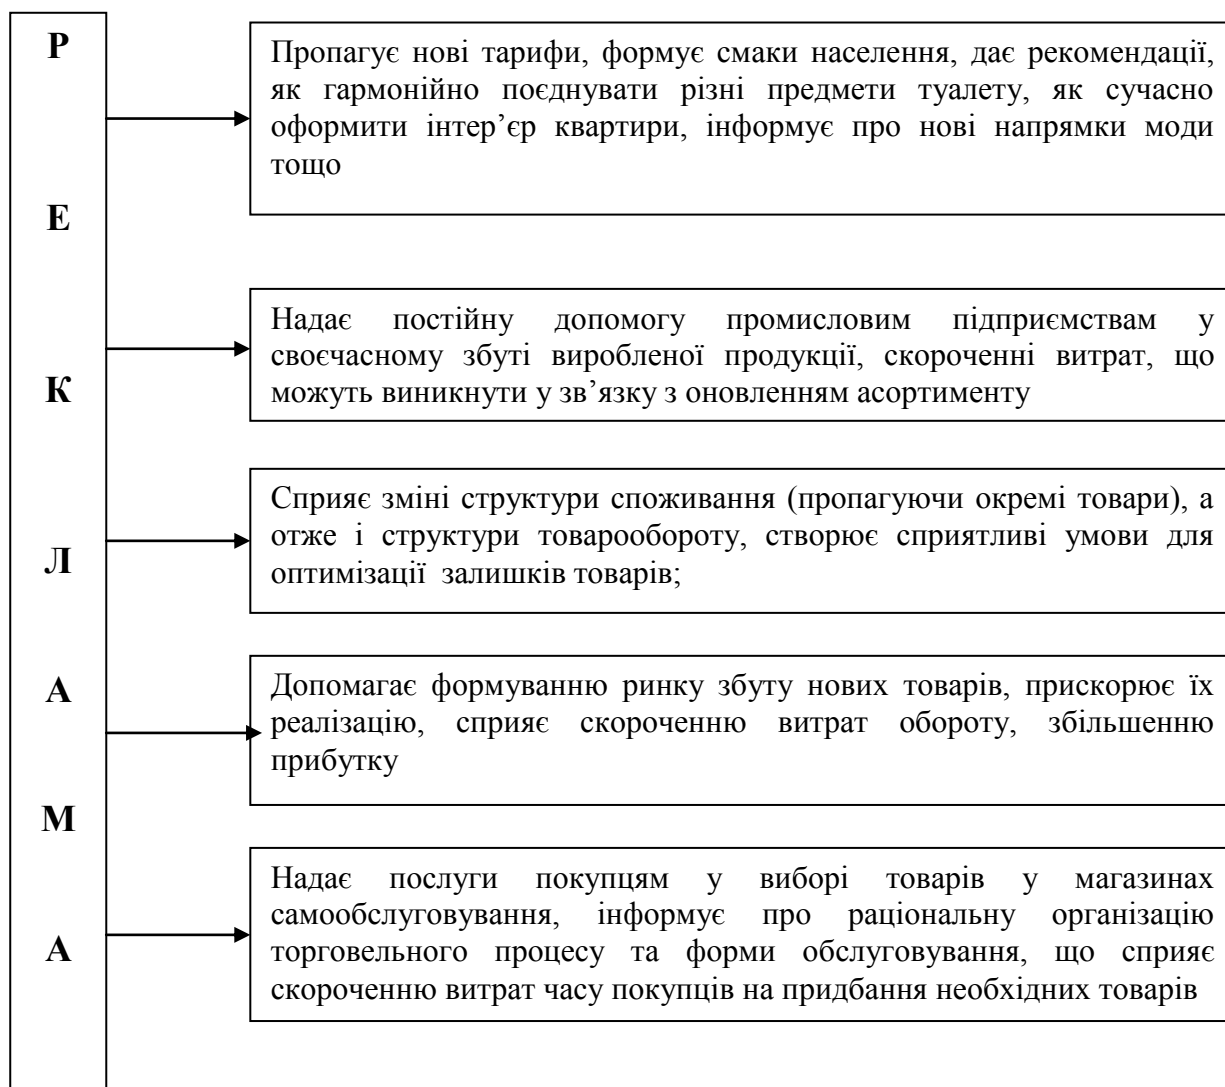 Р
Е
К
Л
А
М
А
Пропагує нові тарифи, формує смаки населення, дає рекомендації,
як гармонійно поєднувати різні предмети туалету, як сучасно
оформити інтер’єр квартири, інформує про нові напрямки моди
тощо
Надає постійну допомогу промисловим підприємствам у
своєчасному збуті виробленої продукції, скороченні витрат, що
можуть виникнути у зв’язку з оновленням асортименту
Сприяє зміні структури споживання (пропагуючи окремі товари), а
отже і структури товарообороту, створює сприятливі умови для
оптимізації залишків товарів;
Допомагає формуванню ринку збуту нових товарів, прискорює їх
реалізацію, сприяє скороченню витрат обороту, збільшенню
прибутку
Надає послуги покупцям у виборі товарів у магазинах
самообслуговування, інформує про раціональну організацію
торговельного процесу та форми обслуговування, що сприяє
скороченню витрат часу покупців на придбання необхідних товарів